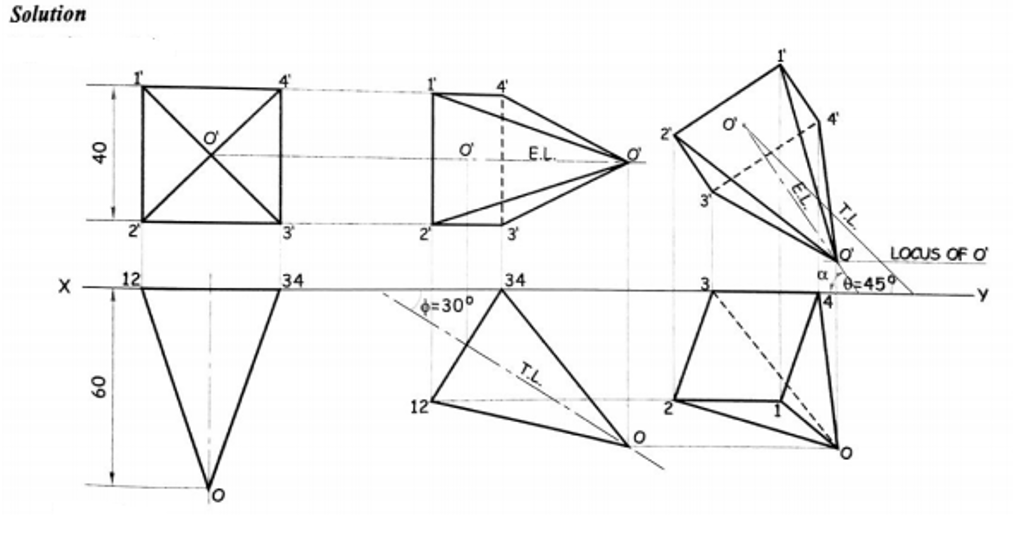 Solution
1' 4' 1' 4' 1'
2' O' 4'
40 O' O' E.L. O' 3' E.L. T.L.
2' 3' 2' 3' O' LOCUS OF O'
X 12 34 34 3 4 α θ=45° Y
φ=30°
60 T.L.
12 2 1
O O
O